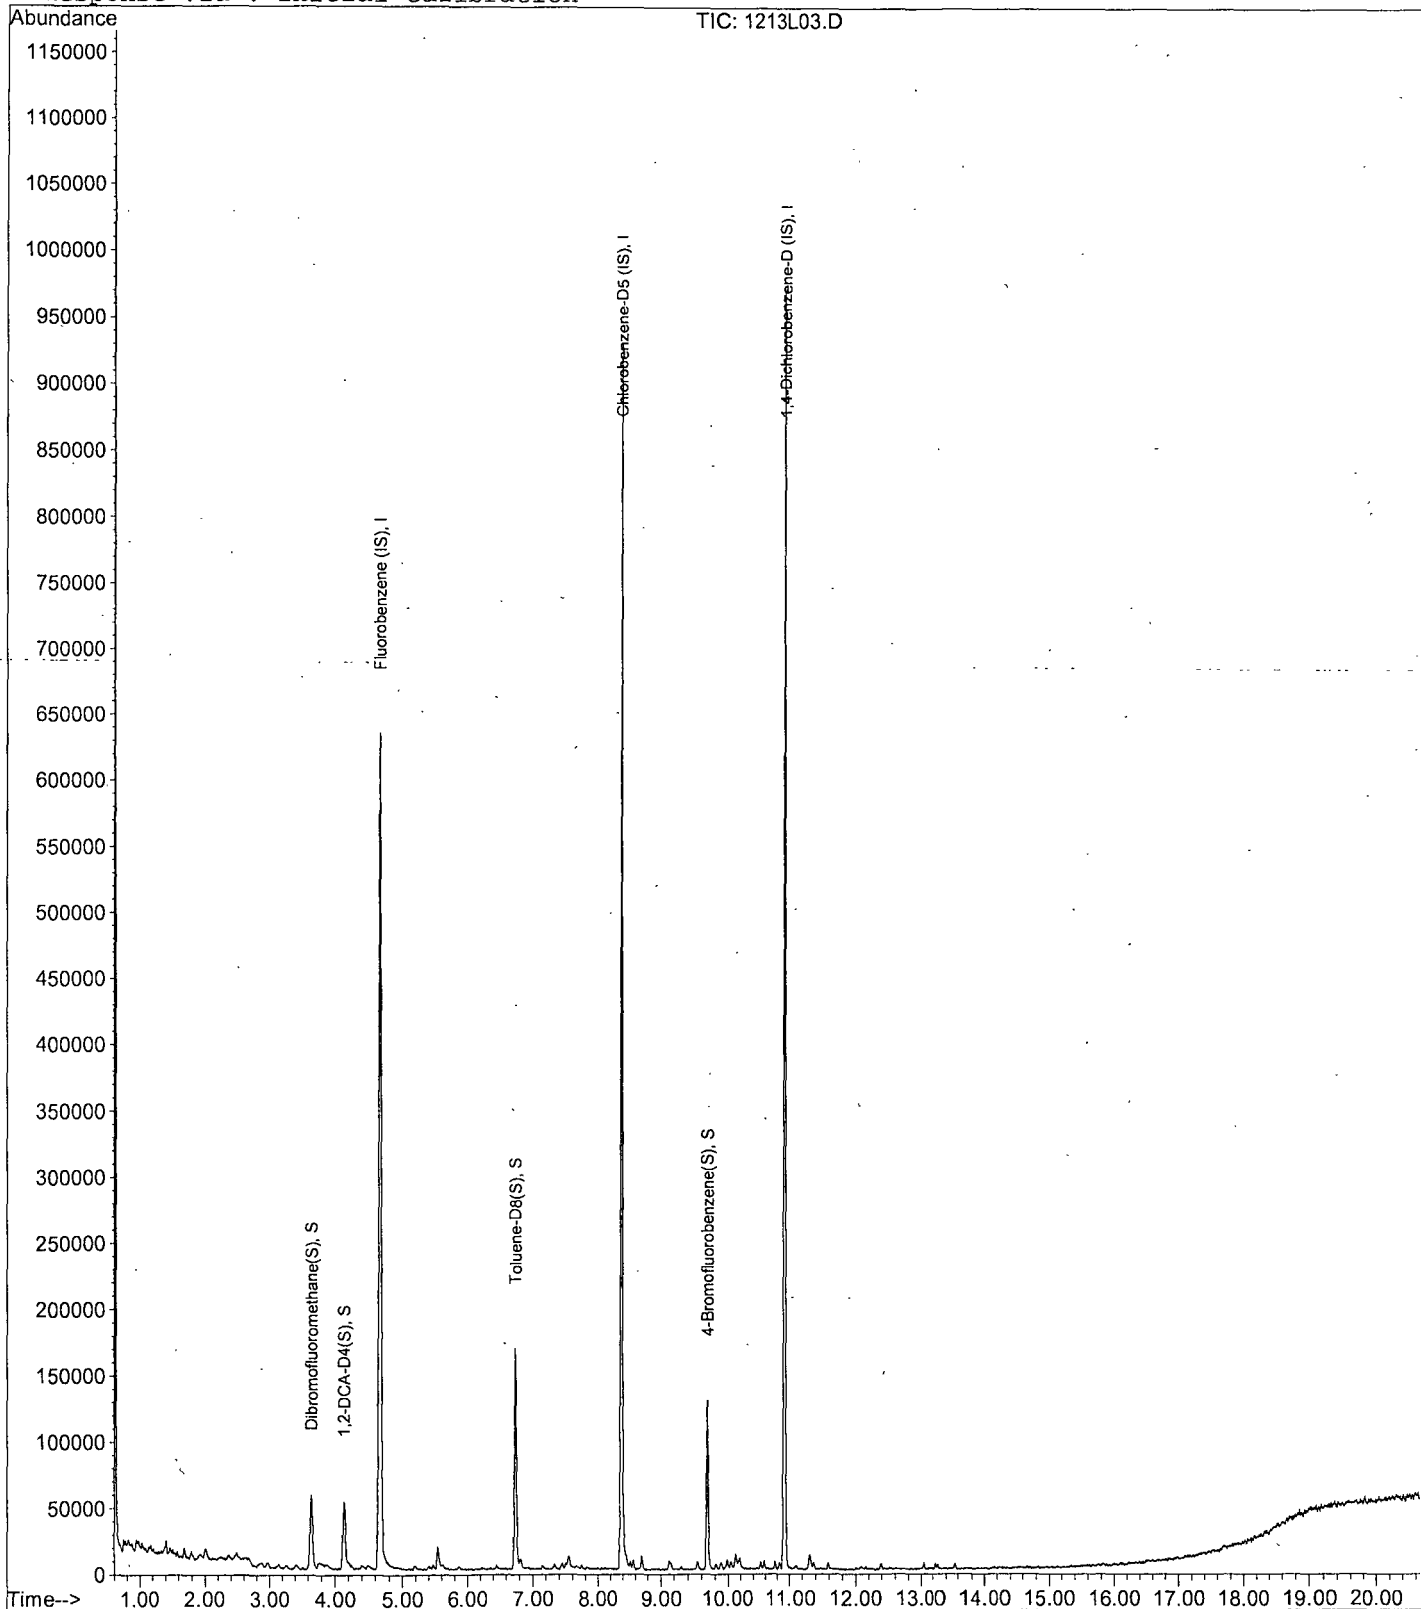 Abundance
TIC: 1213L03.D
1150000
1100000
1050000
1000000
950000
900000
850000
800000
750000
700000
650000
600000
550000
500000
450000
400000
350000
300000
250000
200000
150000
100000
50000
0
Dibromofluoromethane(S), S
1,2-DCA-D4(S), S
Fluorobenzene (IS), I
Toluene-D8(S), S
Chlorobenzene-D5 (IS), I
4-Bromofluorobenzene(S), S
1,4-Dichlorobenzene-D (IS), I
Time--> 1.00 2.00 3.00 4.00 5.00 6.00 7.00 8.00 9.00 10.00 11.00 12.00 13.00 14.00 15.00 16.00 17.00 18.00 19.00 20.00